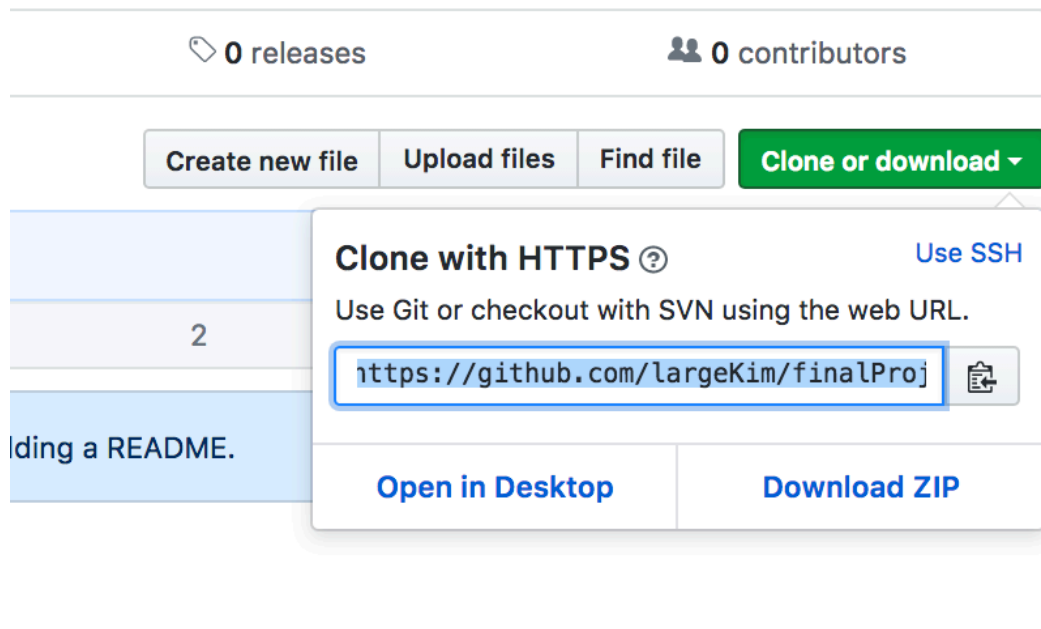 0 releases
0 contributors
Create new file
Upload files
Find file
Clone or download
Clone with HTTPS ?
Use SSH
Use Git or checkout with SVN using the web URL.
2
https://github.com/largeKim/finalProj
lding a README.
Open in Desktop
Download ZIP